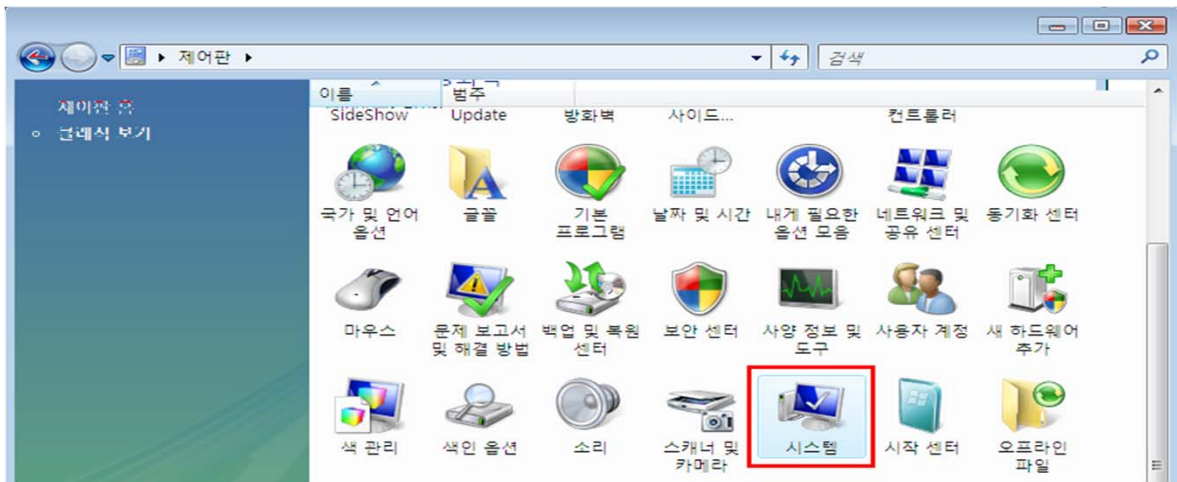 제어판
검색
제어판 홈
클래식 보기
이름 범주
SideShow Update 방화벽 사이드... 컨트롤러
국가 및 언어 글꼴 기본 날짜 및 시간 내게 필요한 네트워크 및 동기화 센터
옵션 프로그램 옵션 모음 공유 센터
마우스 문제 보고서 백업 및 복원 보안 센터 사양 정보 및 사용자 계정 새 하드웨어
및 해결 방법 센터 도구 추가
색 관리 색인 옵션 소리 스캐너 및 시스템 시작 센터 오프라인
카메라 파일